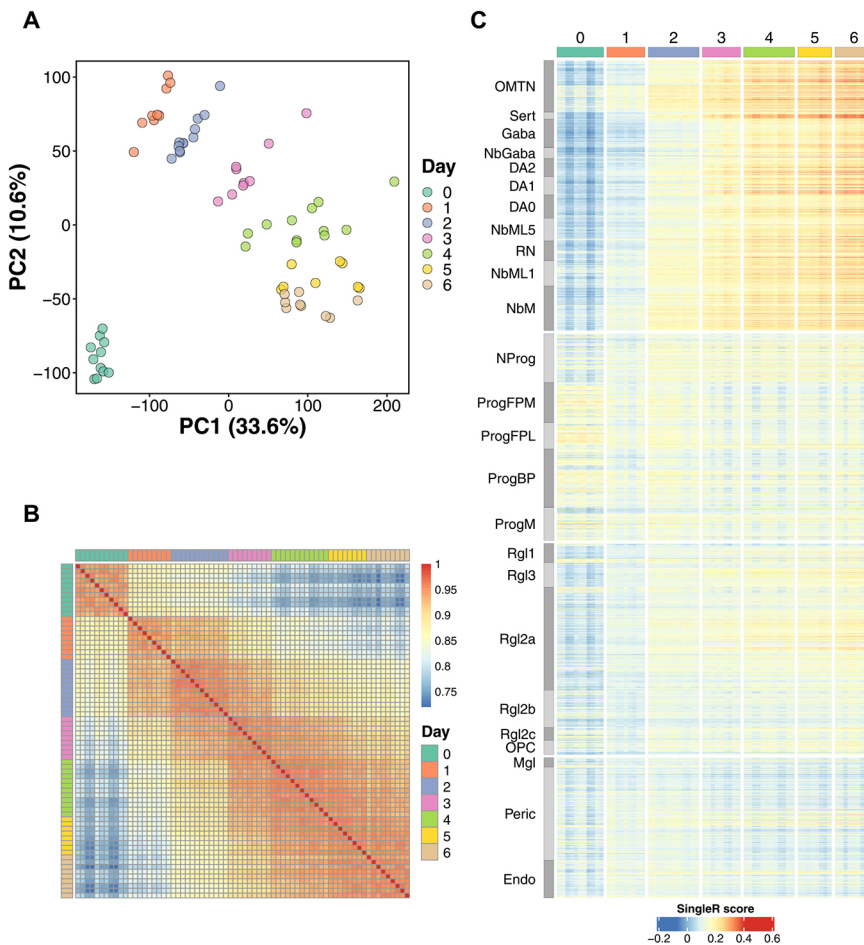 A
100
50
0
−50
−100
−100
0
100
200
PC1 (33.6%)
PC2 (10.6%)
Day
0
1
2
3
4
5
6
B
1
0.95
0.9
0.85
0.8
0.75
Day
0
1
2
3
4
5
6
C
0 1 2 3 4 5 6
OMTN
Sert
Gaba
NbGaba
DA2
DA1
DA0
NbML5
RN
NbML1
NbM
NProg
ProgFPM
ProgFPL
ProgBP
ProgM
Rgl1
Rgl3
Rgl2a
Rgl2b
Rgl2c
OPC
Mgl
Peric
Endo
SingleR score
−0.2 0 0.2 0.4 0.6